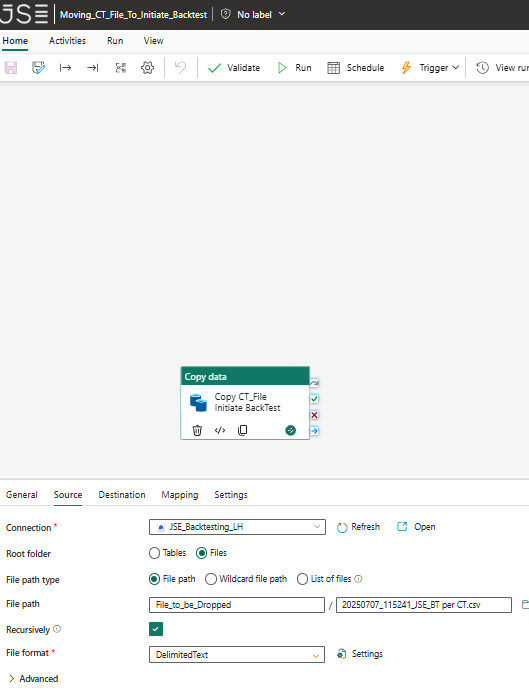 JSE Moving_CT_File_To_Initiate_Backtest No label
Home Activities Run View
Validate Run Schedule Trigger View run
Copy data
Copy CT_File
Initiate BackTest
General Source Destination Mapping Settings
Connection * JSE_Backtesting_LH Refresh Open
Root folder Tables Files
File path type File path Wildcard file path List of files
File path File_to_be_Dropped / 20250707_115241_JSE_BT per CT.csv
Recursively
File format * DelimitedText Settings
Advanced